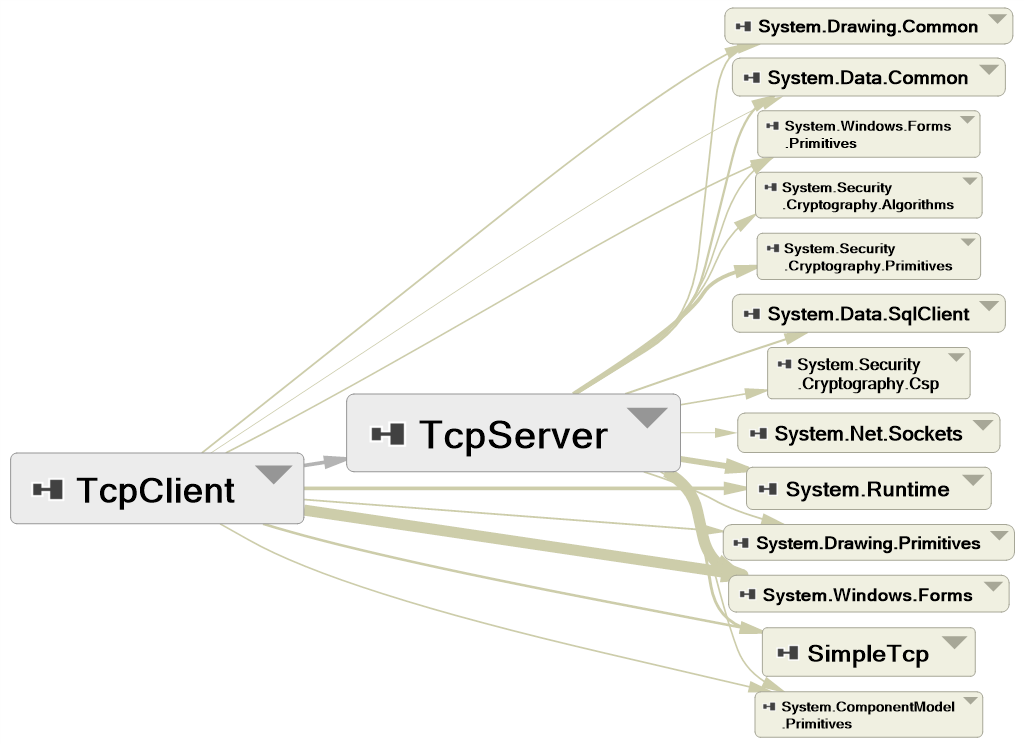 System.Drawing.Common
System.Data.Common
System.Windows.Forms
.Primitives
System.Security
.Cryptography.Algorithms
System.Security
.Cryptography.Primitives
System.Data.SqlClient
System.Security
.Cryptography.Csp
TcpServer
System.Net.Sockets
TcpClient
System.Runtime
System.Drawing.Primitives
System.Windows.Forms
SimpleTcp
System.ComponentModel
.Primitives